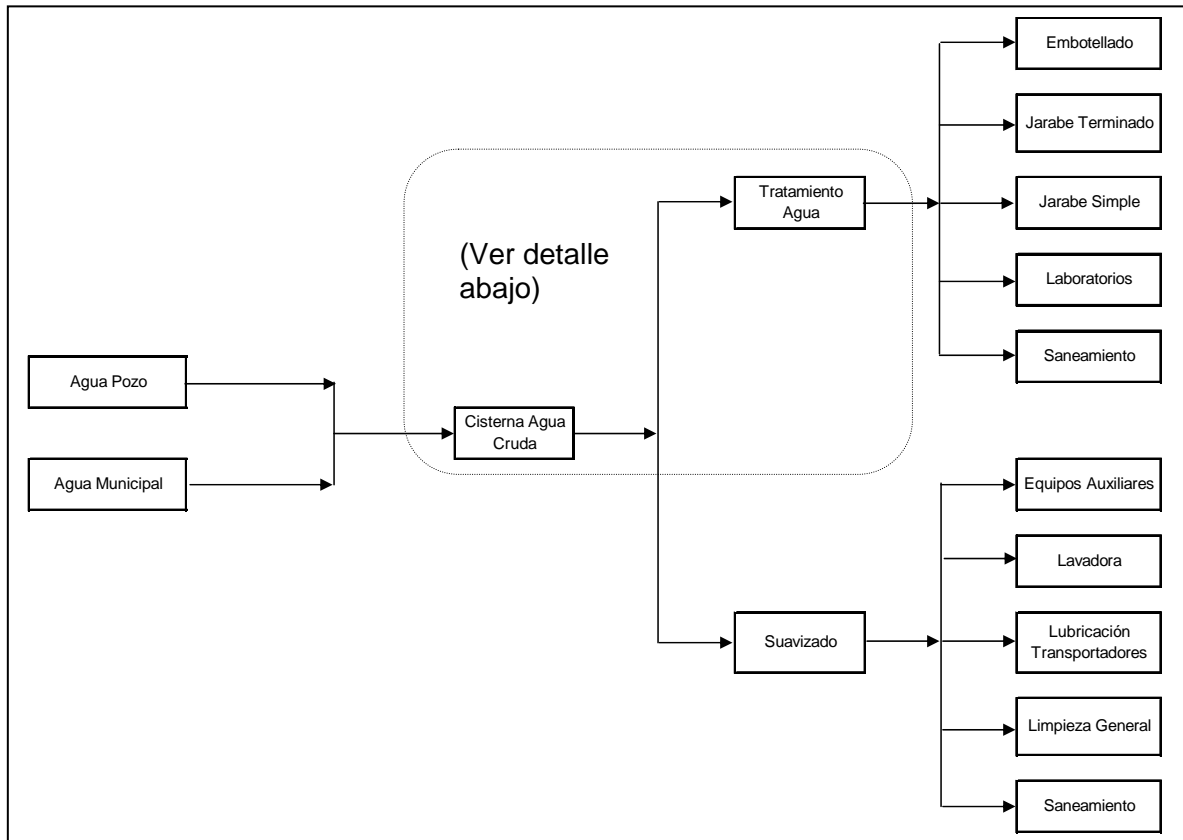 Embotellado
Jarabe Terminado
Tratamiento
Agua
Jarabe Simple
(Ver detalle
abajo)
Laboratorios
Saneamiento
Agua Pozo
Cisterna Agua
Cruda
Agua Municipal
Equipos Auxiliares
Lavadora
Suavizado
Lubricación
Transportadores
Limpieza General
Saneamiento